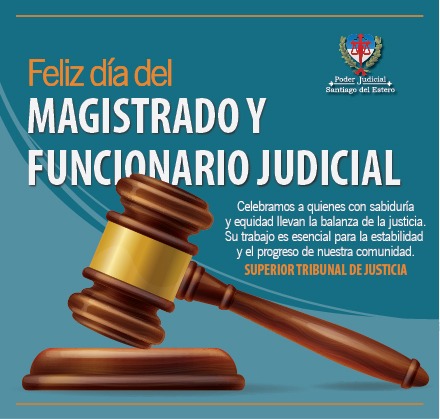 Feliz día del
MAGISTRADO Y
FUNCIONARIO JUDICIAL
Poder Judicial
Santiago del Estero
Celebramos a quienes con sabiduría
y equidad llevan la balanza de la justicia.
Su trabajo es esencial para la estabilidad
y el progreso de nuestra comunidad.
SUPERIOR TRIBUNAL DE JUSTICIA